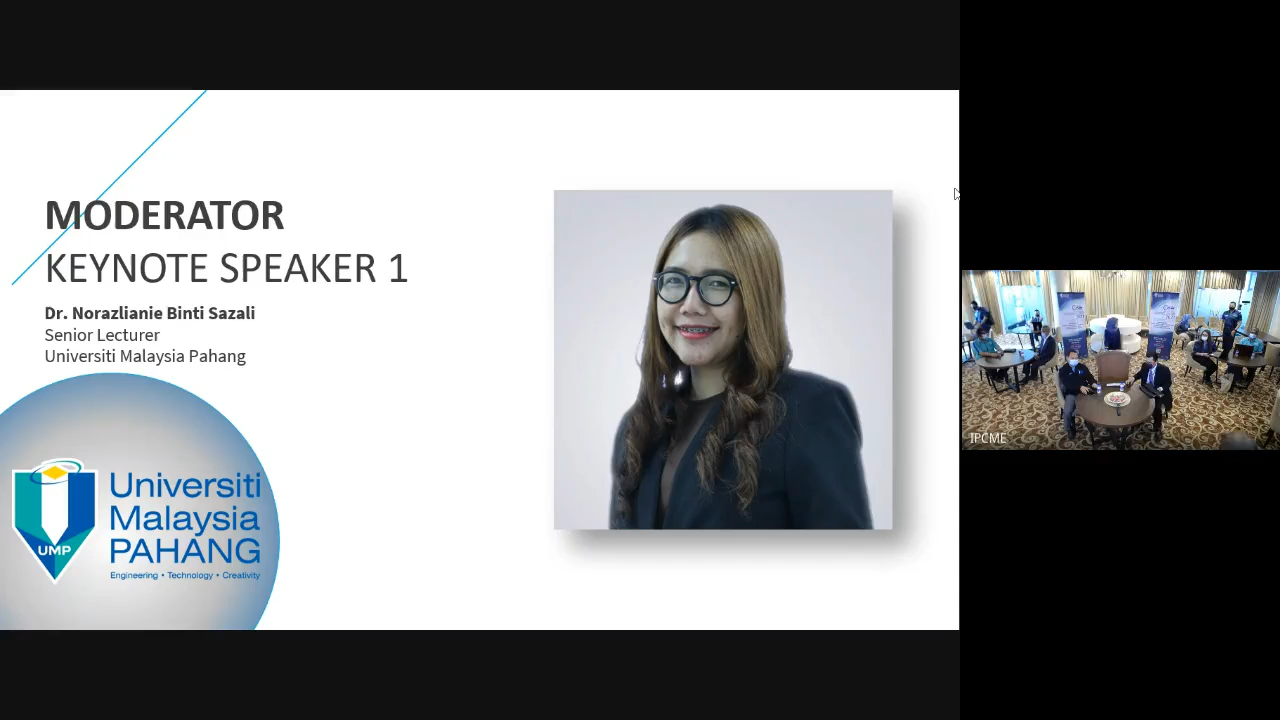 MODERATOR
KEYNOTE SPEAKER 1
Dr. Norazlianie Binti Sazali
Senior Lecturer
Universiti Malaysia Pahang
UMP
Universiti
Malaysia
PAHANG
Engineering • Technology • Creativity
IPCME